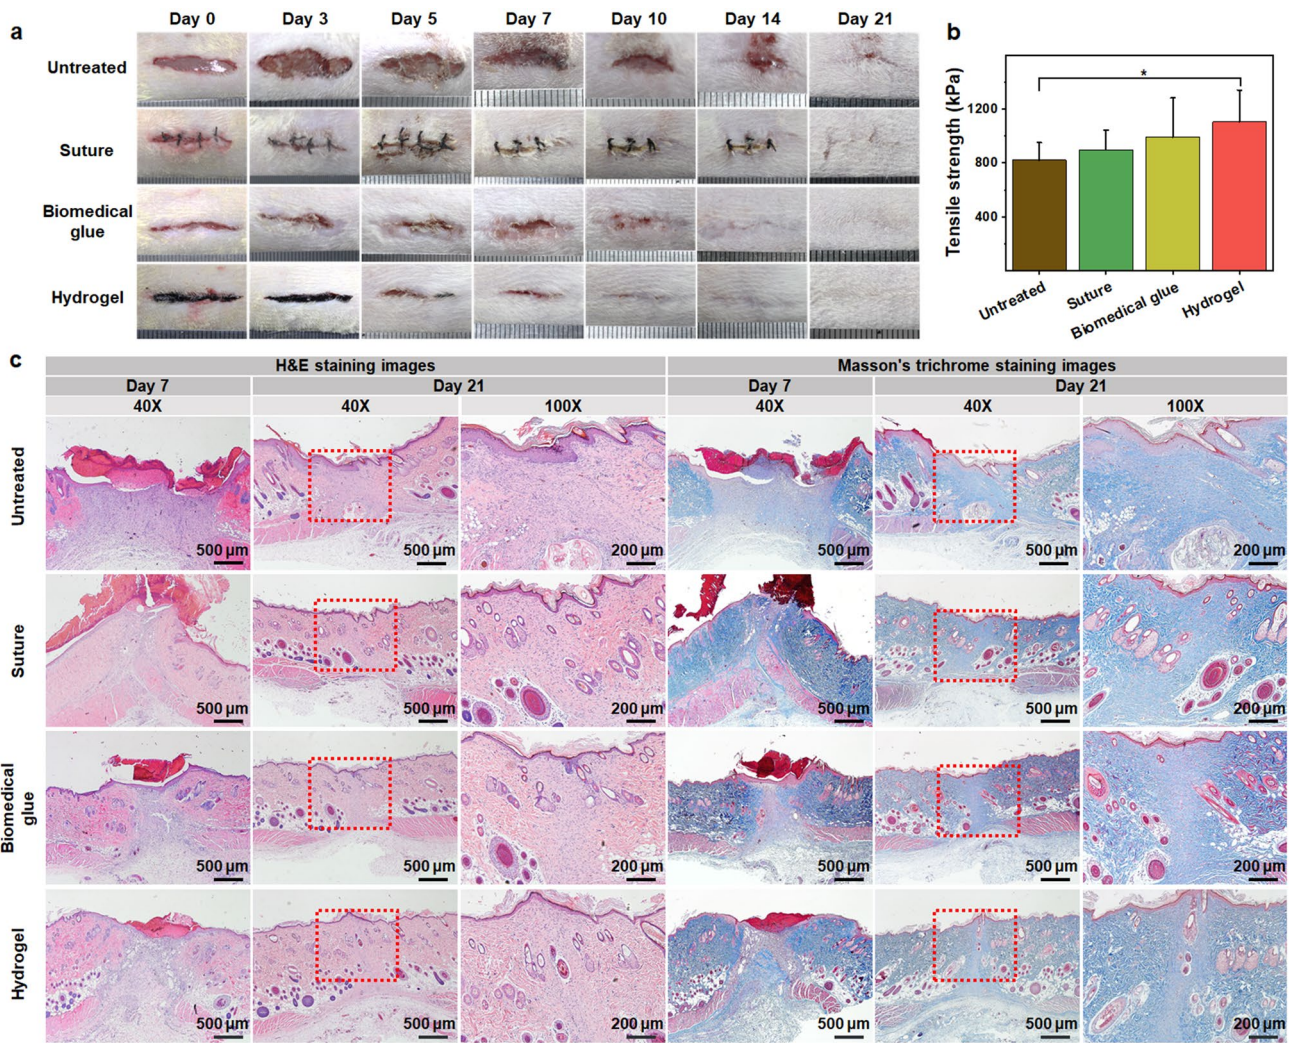 a
Day 0 Day 3 Day 5 Day 7 Day 10 Day 14 Day 21
Untreated
Suture
Biomedical
glue
Hydrogel
b
Tensile strength (kPa)
1200
800
400
*
Untreated
Suture
Biomedical glue
Hydrogel
c
H&E staining images Masson's trichrome staining images
Day 7 Day 21 Day 7 Day 21
40X 40X 100X 40X 40X 100X
Untreated
500 µm 500 µm 200 µm 500 µm 500 µm 200 µm
Suture
500 µm 500 µm 200 µm 500 µm 500 µm 200 µm
Biomedical
glue
500 µm 500 µm 200 µm 500 µm 500 µm 200 µm
Hydrogel
500 µm 500 µm 200 µm 500 µm 500 µm 200 µm